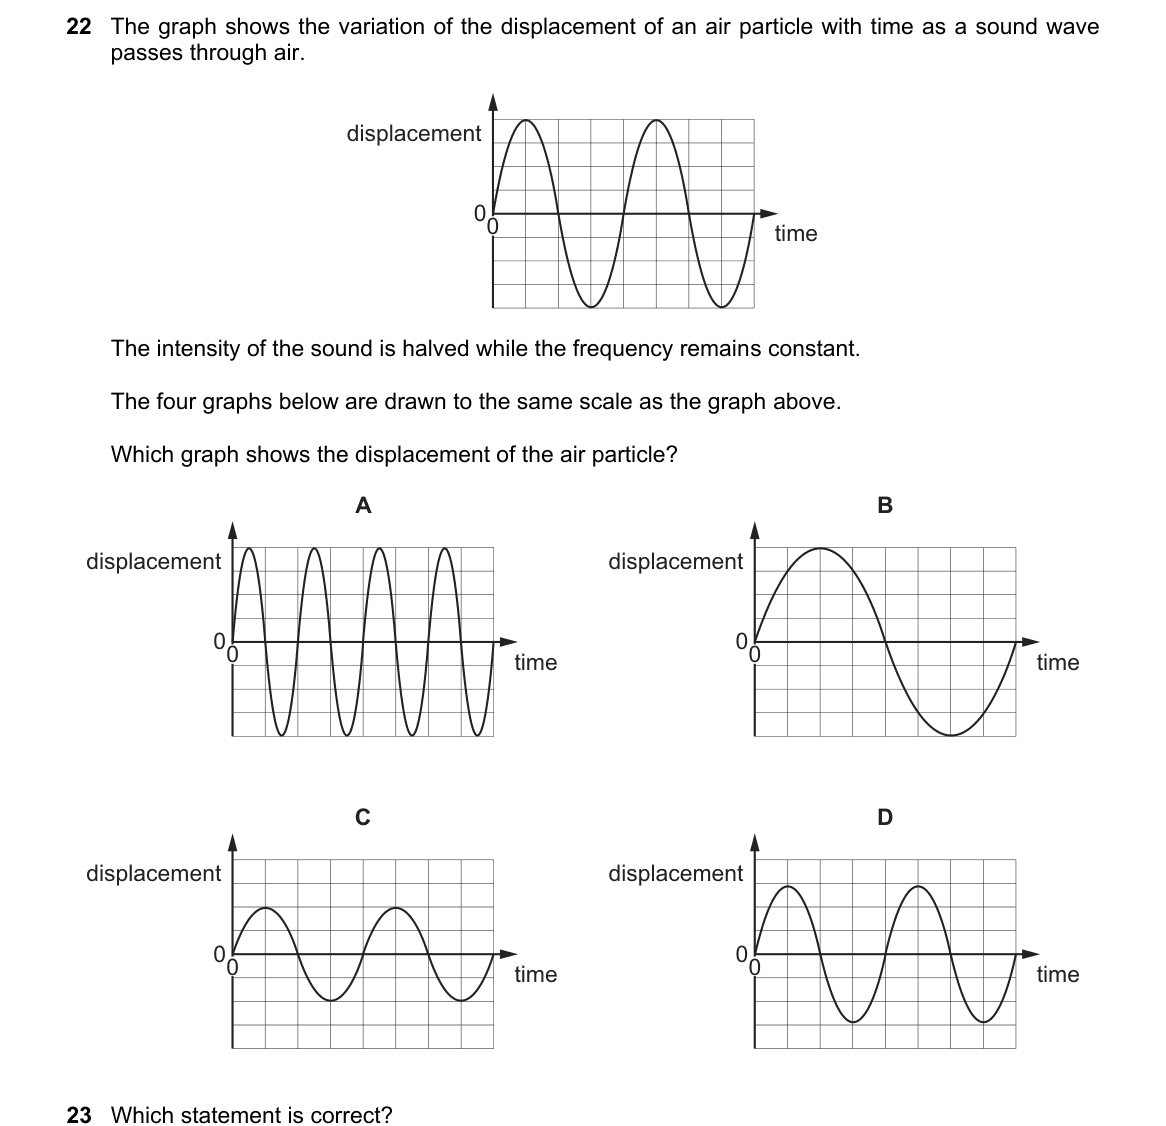 22 The graph shows the variation of the displacement of an air particle with time as a sound wave
passes through air.
displacement
0
0
time
The intensity of the sound is halved while the frequency remains constant.
The four graphs below are drawn to the same scale as the graph above.
Which graph shows the displacement of the air particle?
A
displacement
0
0
time
B
displacement
0
0
time
C
displacement
0
0
time
D
displacement
0
0
time
23 Which statement is correct?